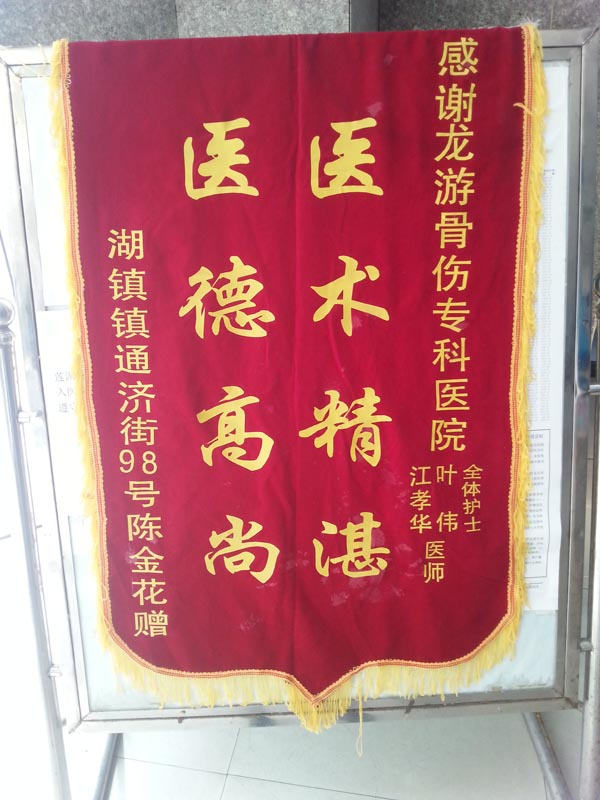 感谢龙游骨伤专科医院
全体护士
叶伟
江孝华
医师
医术精湛
医德高尚
湖镇镇通济街98号陈金花赠